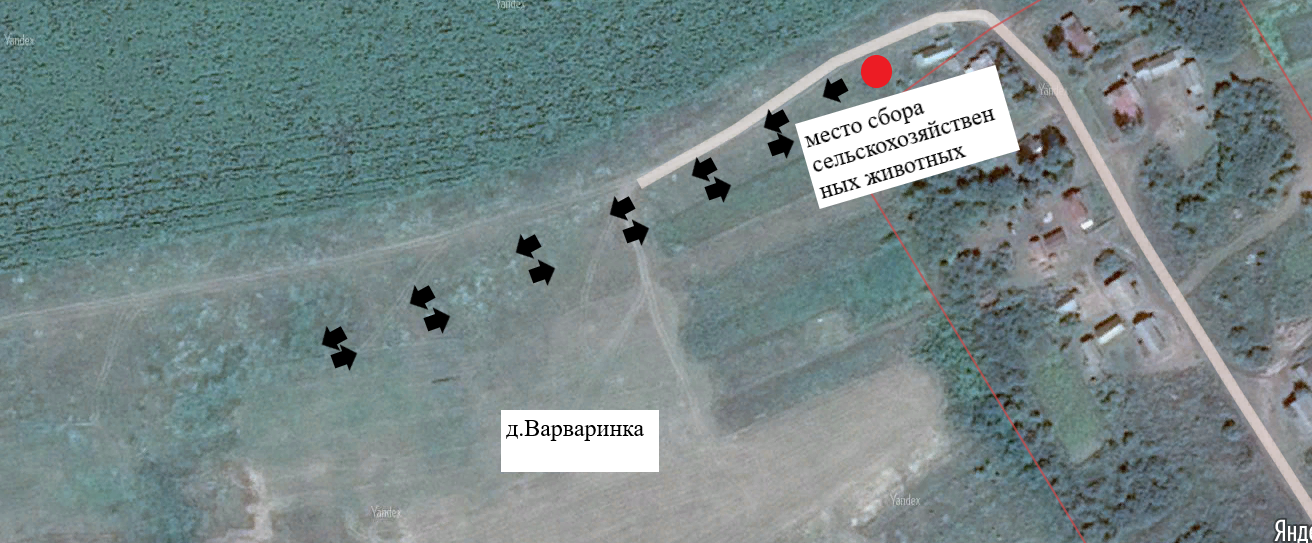 Yandex
Yandex
Yandex
место сбора
сельскохозяйствен
ных животных
д.Варваринка
Yandex
Yandex
Янде